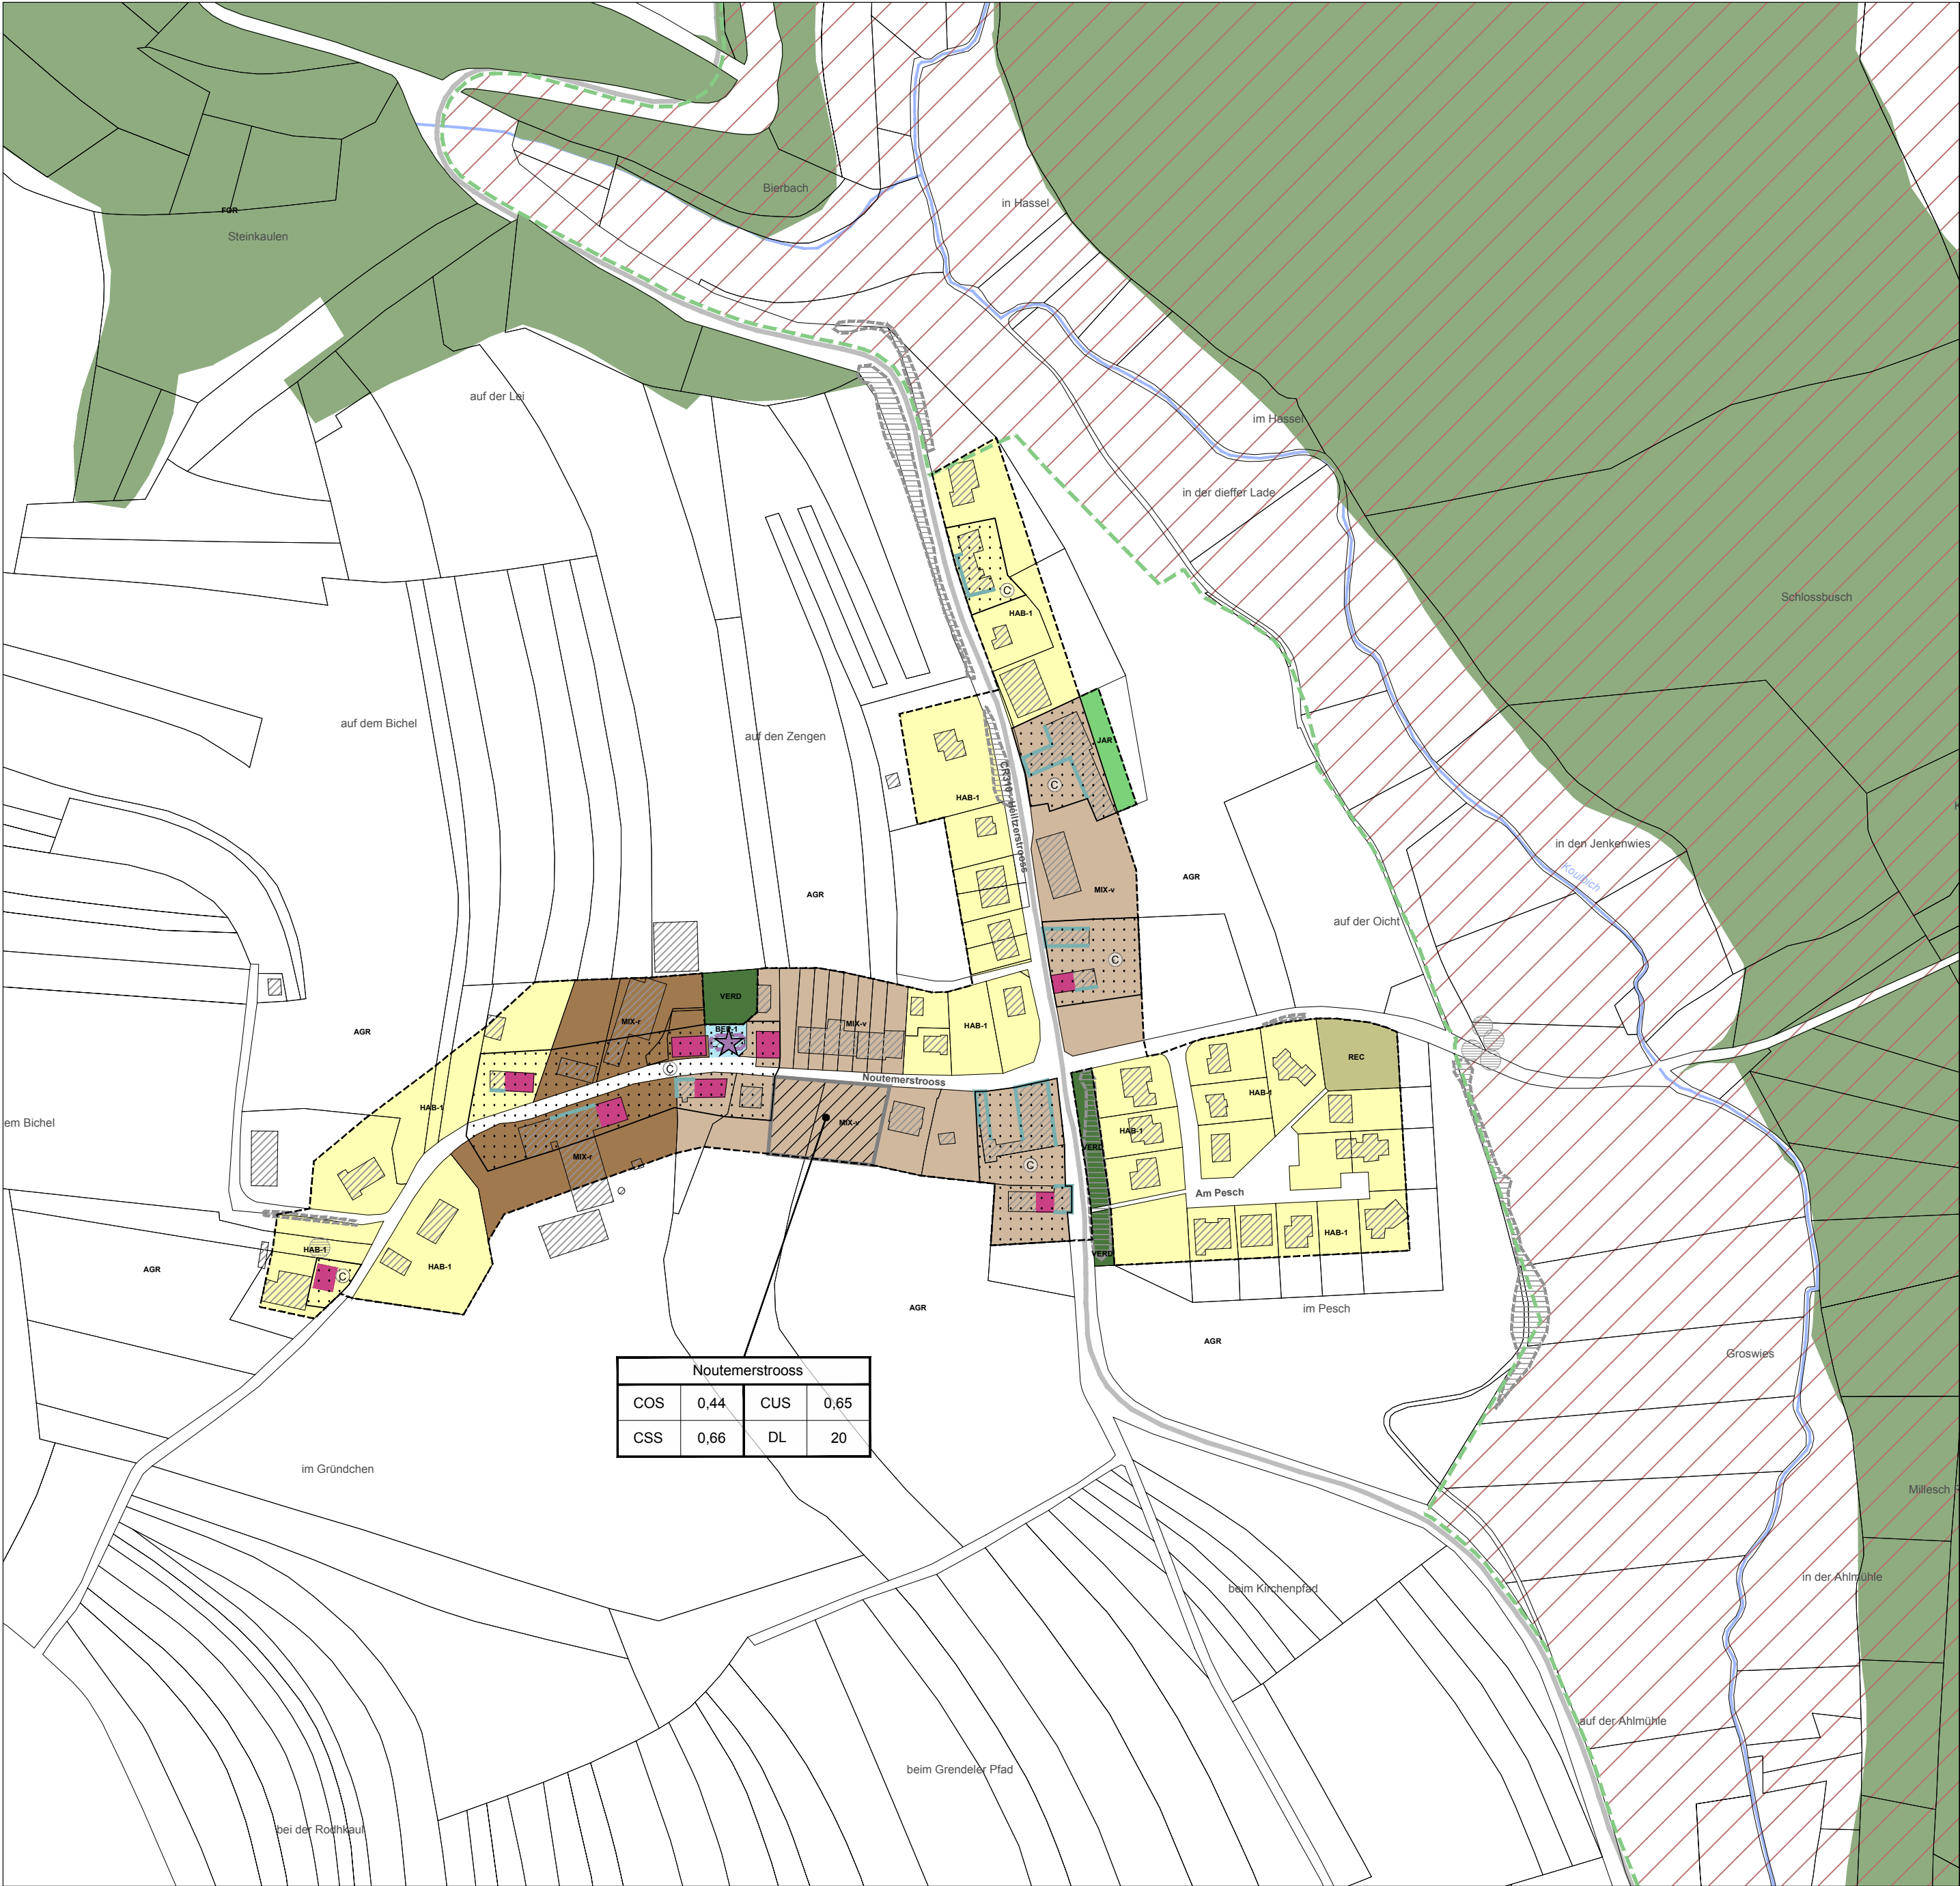 Bierbach
in Hassel
FOR
Steinkaulen
auf der Lei
im Hassel
in der dieffer Lade
Schlossbusch
C
HAB-1
auf dem Bichel
auf den Zengen
JAR
C
CR310 - Heiltzerstrooss
HAB-1
in den Jenkenwies
Koulbich
AGR
MIX-v
AGR
auf der Oicht
C
VERD
MIX-r
BEP-1
MIX-v
HAB-1
AGR
REC
C
Noutemerstrooss
HAB-1
HAB-1
em Bichel
MIX-v
HAB-1
VERD
MIX-r
C
Am Pesch
HAB-1
HAB-1
VERD
AGR
HAB-1
C
im Pesch
AGR
AGR
Groswies
Noutemerstrooss
COS 0,44 CUS 0,65
CSS 0,66 DL 20
im Gründchen
Millesch
in der Ahlmühle
beim Kirchenpfad
auf der Ahlmühle
beim Grendeler Pfad
bei der Rodhkaul